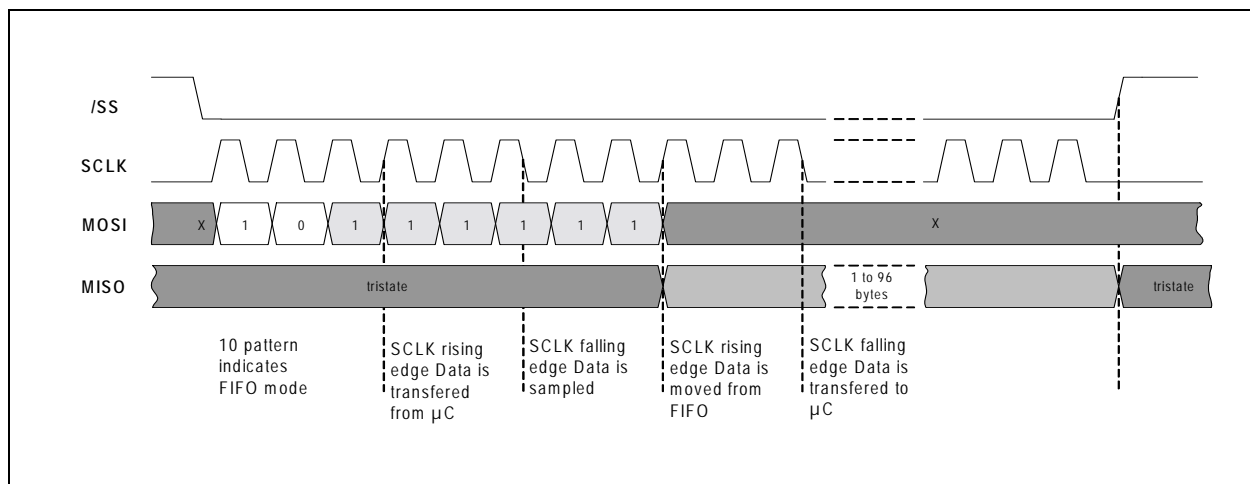 /SS
SCLK
MOSI
X
1
0
1
1
1
1
1
1
X
MISO
tristate
1 to 96
bytes
tristate
10 pattern
indicates
FIFO mode
SCLK rising
edge Data is
transfered
from µC
SCLK falling
edge Data is
sampled
SCLK rising
edge Data is
moved from
FIFO
SCLK falling
edge Data is
transfered to
µC